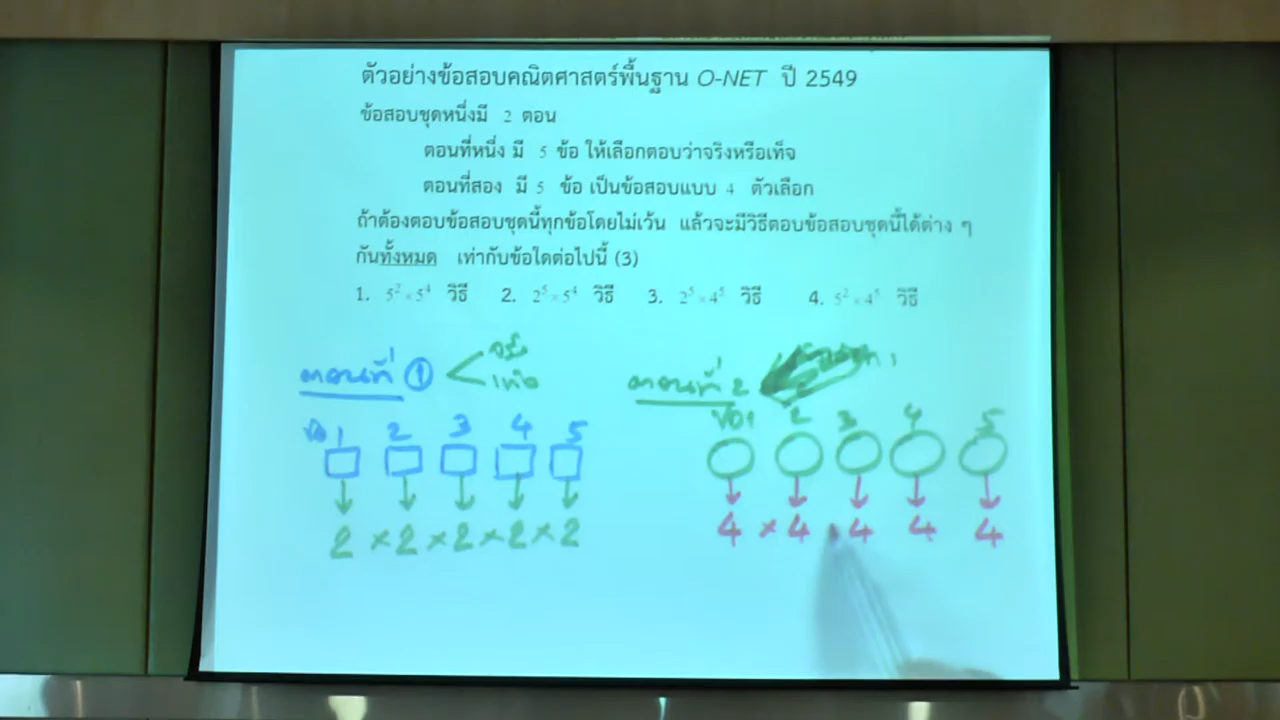 ตัวอย่างข้อสอบคณิตศาสตร์พื้นฐาน O-NET ปี 2549
ข้อสอบชุดหนึ่งมี 2 ตอน
ตอนที่หนึ่ง มี 5 ข้อ ให้เลือกตอบว่าจริงหรือเท็จ
ตอนที่สอง มี 5 ข้อ เป็นข้อสอบแบบ 4 ตัวเลือก
ถ้าต้องตอบข้อสอบชุดนี้ทุกข้อโดยไม่เว้น แล้วจะมีวิธีตอบข้อสอบชุดนี้ได้ต่าง ๆ
กันทั้งหมด เท่ากับข้อใดต่อไปนี้ (3)
1. 5² × 5⁴ วิธี 2. 2⁵ × 5⁴ วิธี 3. 2⁵ × 4⁵ วิธี 4. 5² × 4⁵ วิธี
ตอนที่ ① จริง เท็จ
ตอนที่ 2
ข้อ 1 2 3 4 5
ข้อ 1 2 3 4 5
2 × 2 × 2 × 2 × 2
4 × 4 4 4 4